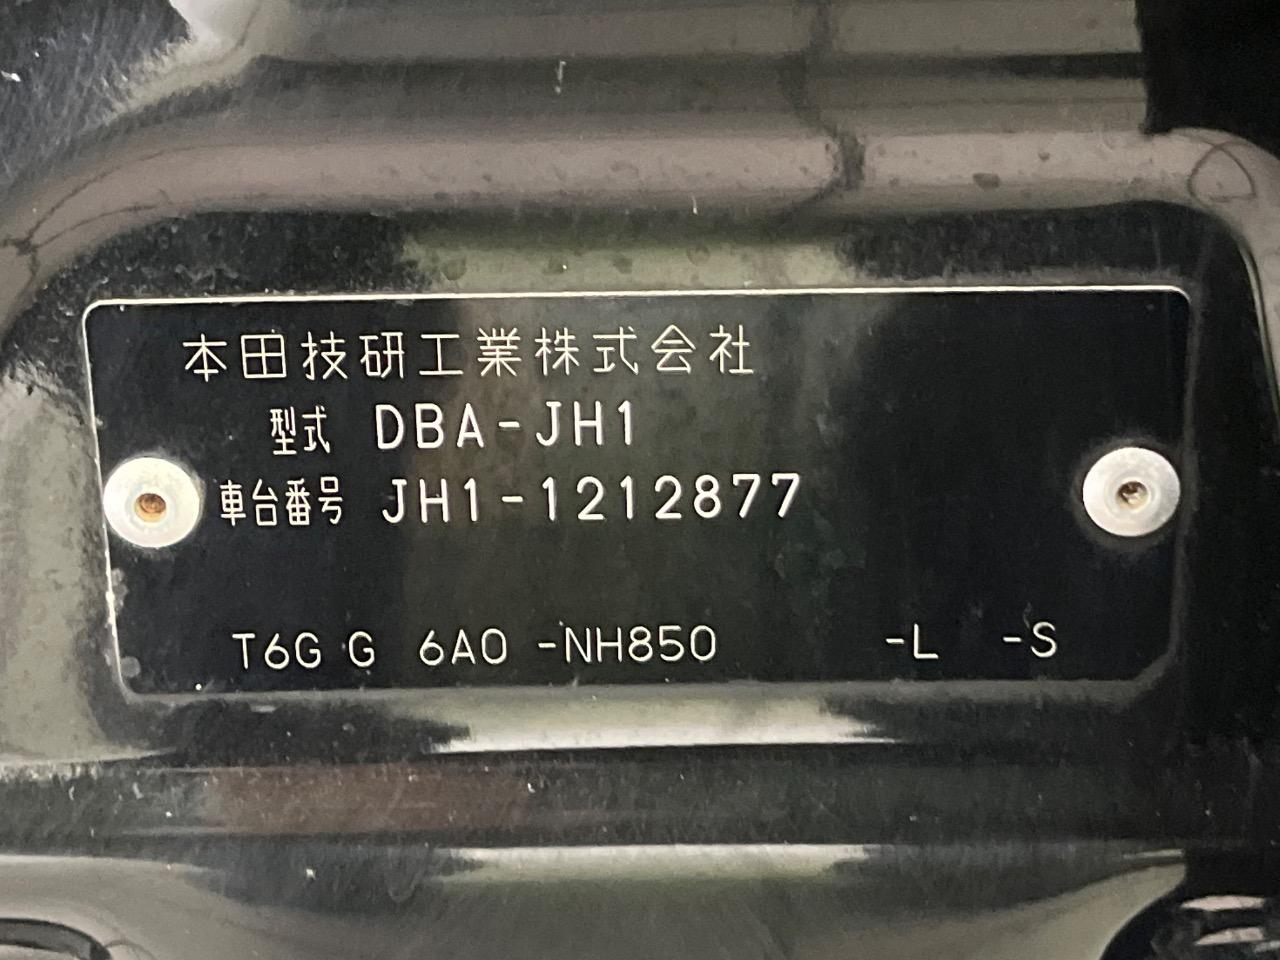 本田技研工業株式会社
型式 DBA-JH1
車台番号 JH1-1212877
T6G G 6A0 -NH850 -L -S